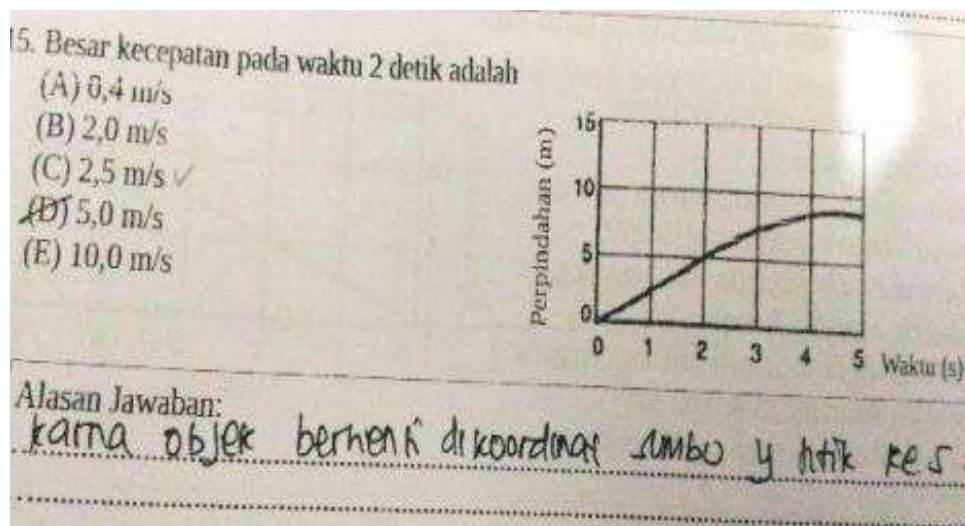 15. Besar kecepatan pada waktu 2 detik adalah
(A) 0,4 m/s
(B) 2,0 m/s
(C) 2,5 m/s ✓
(D) 5,0 m/s
(E) 10,0 m/s
Perpindahan (m)
15
10
5
0
0 1 2 3 4 5 Waktu (s)
Alasan Jawaban:
karna objek berhenti di koordinat sumbu y titik ke 5